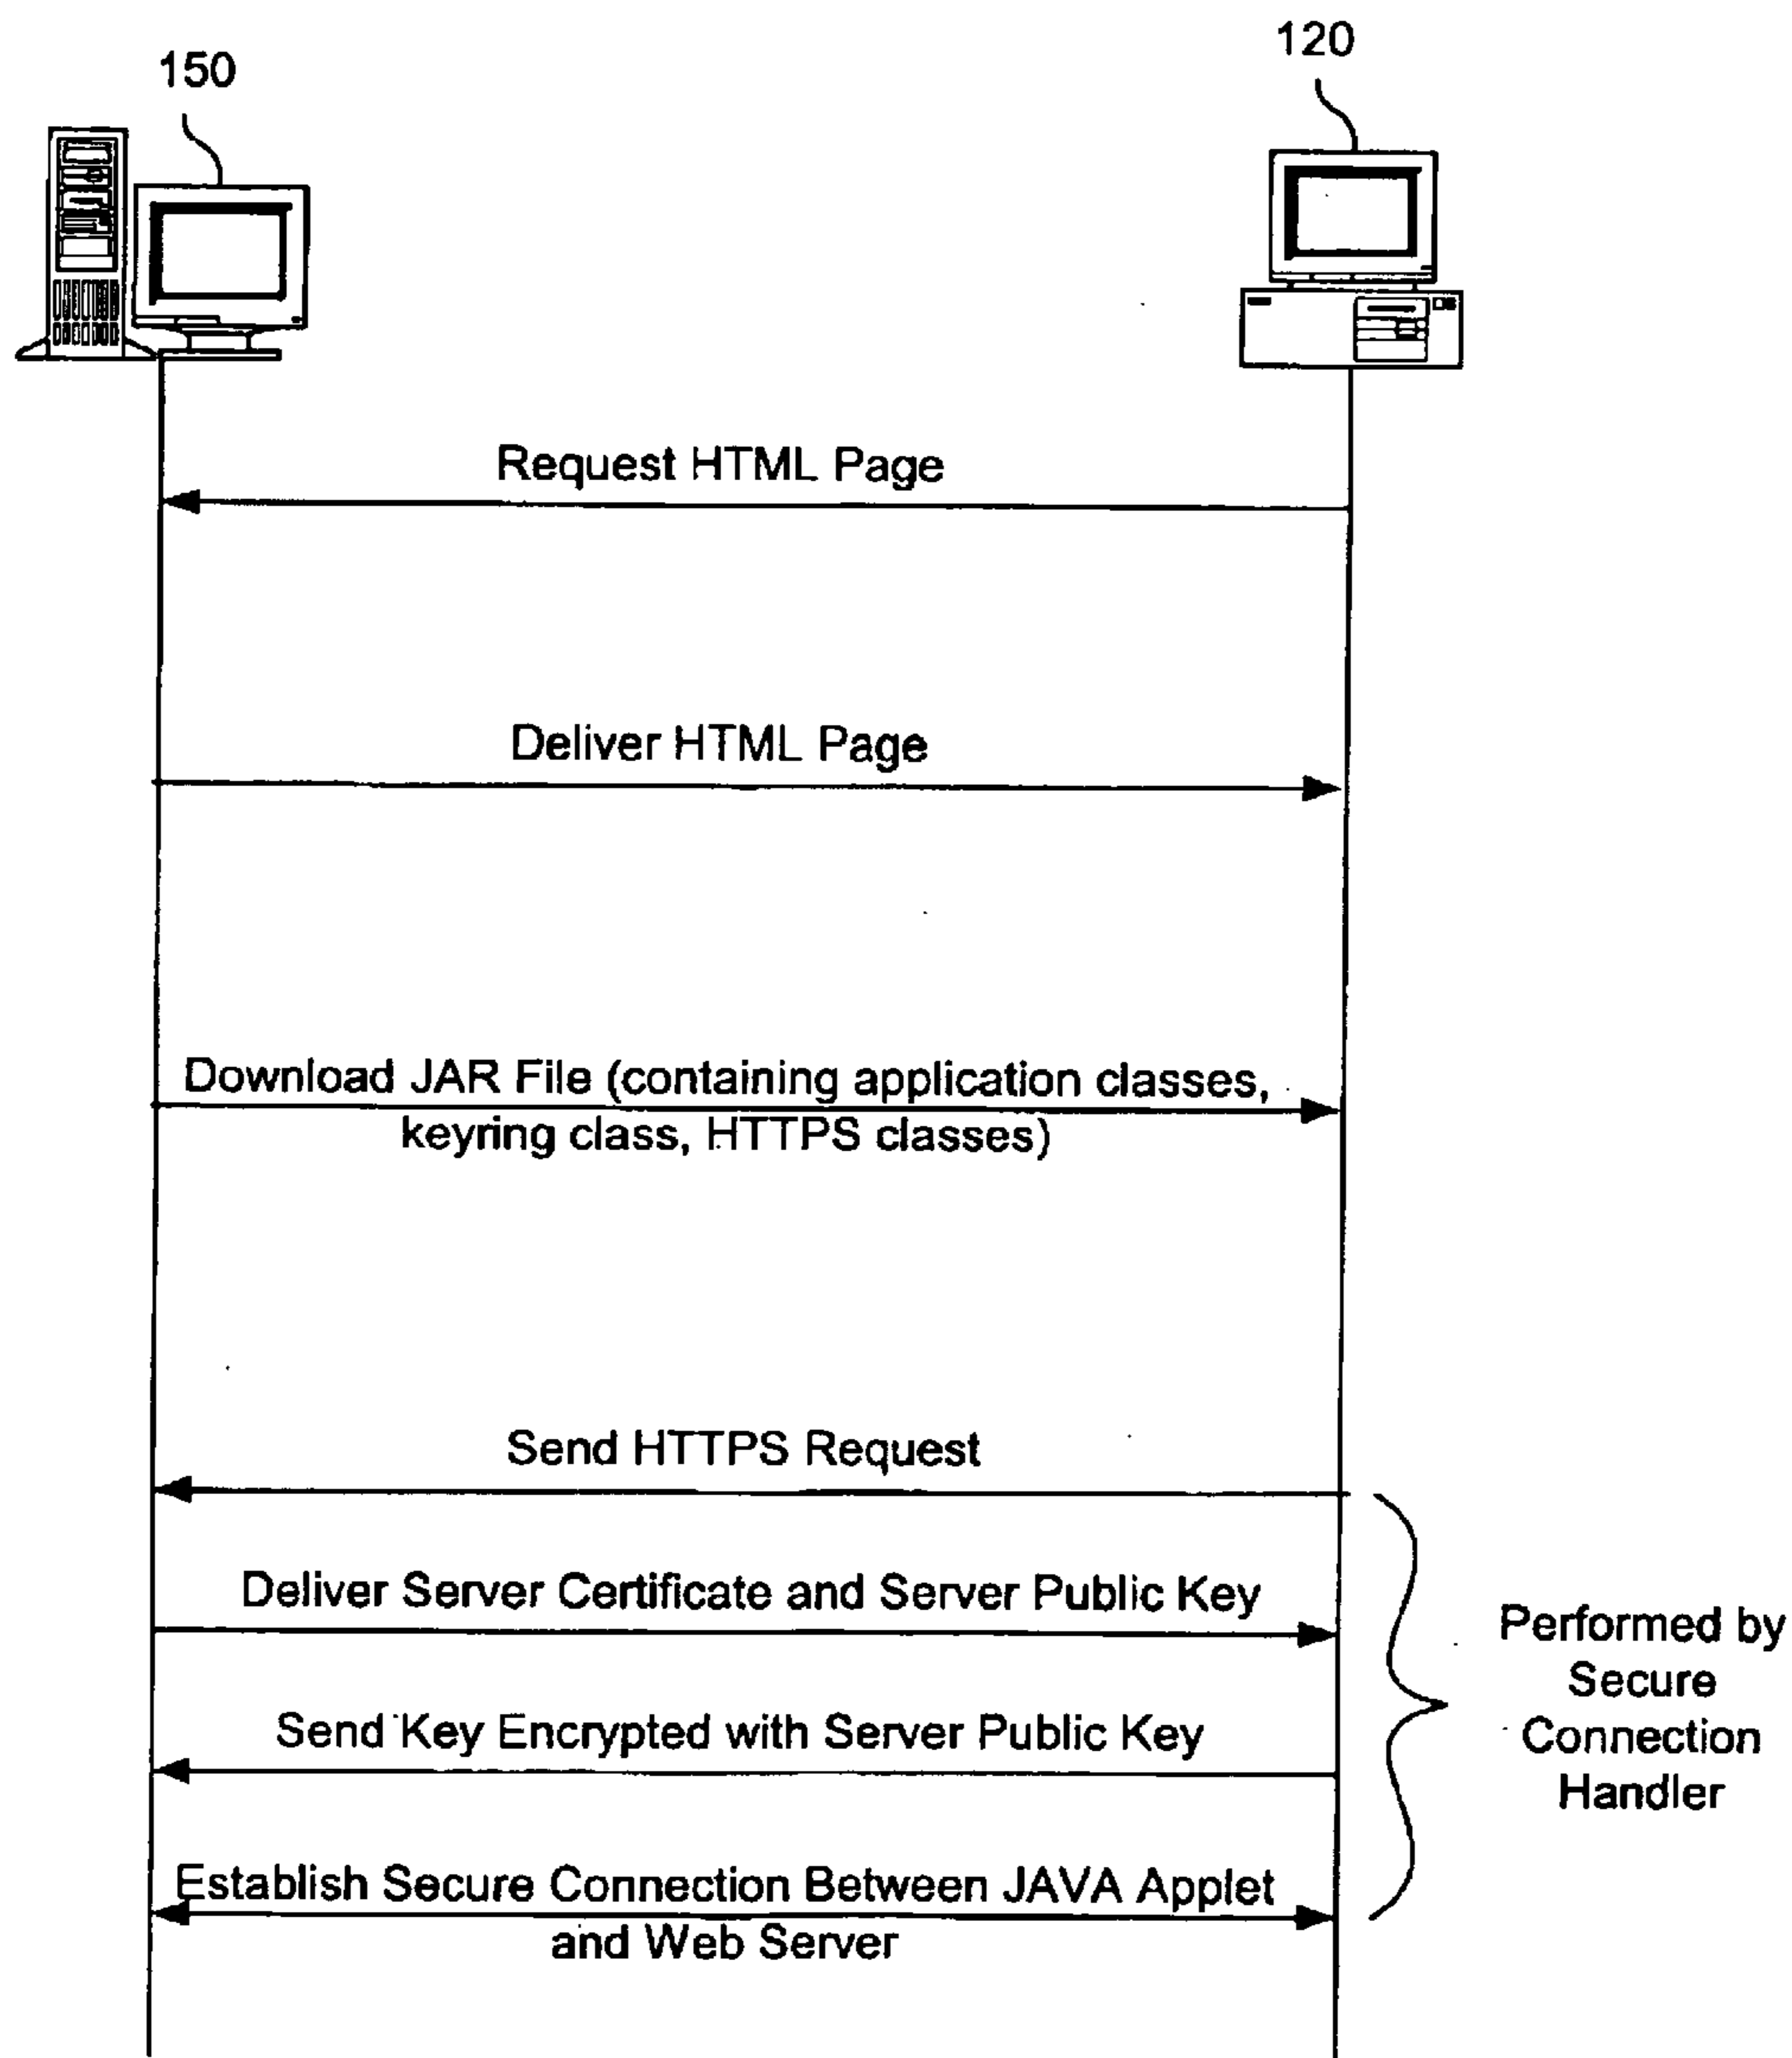 120
150
Request HTML Page
Deliver HTML Page
Download JAR File (containing application classes,
keyring class, HTTPS classes)
Send HTTPS Request
Deliver Server Certificate and Server Public Key
Send Key Encrypted with Server Public Key
Establish Secure Connection Between JAVA Applet
and Web Server
Performed by
Secure
Connection
Handler